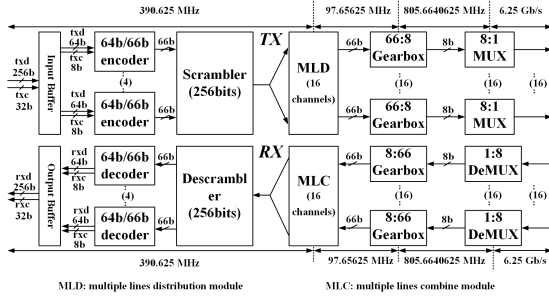 390.625 MHz
97.65625 MHz
805.6640625 MHz
6.25 Gb/s
txd
256b
txc
32b
Input Buffer
txd
64b
txc
8b
64b/66b
encoder
66b
(4)
txd
64b
txc
8b
64b/66b
encoder
66b
Scrambler
(256bits)
TX
MLD
(16
channels)
66b
66:8
Gearbox
8b
8:1
MUX
(16)
(16)
(16)
66b
66:8
Gearbox
8b
8:1
MUX
rxd
256b
rxc
32b
Output Buffer
rxd
64b
rxc
8b
64b/66b
decoder
66b
(4)
rxd
64b
rxc
8b
64b/66b
decoder
66b
Descrambl
er
(256bits)
RX
MLC
(16
channels)
66b
8:66
Gearbox
8b
1:8
DeMUX
(16)
(16)
(16)
66b
8:66
Gearbox
8b
1:8
DeMUX
390.625 MHz
97.65625 MHz
805.6640625 MHz
6.25 Gb/s
MLD: multiple lines distribution module
MLC: multiple lines combine module